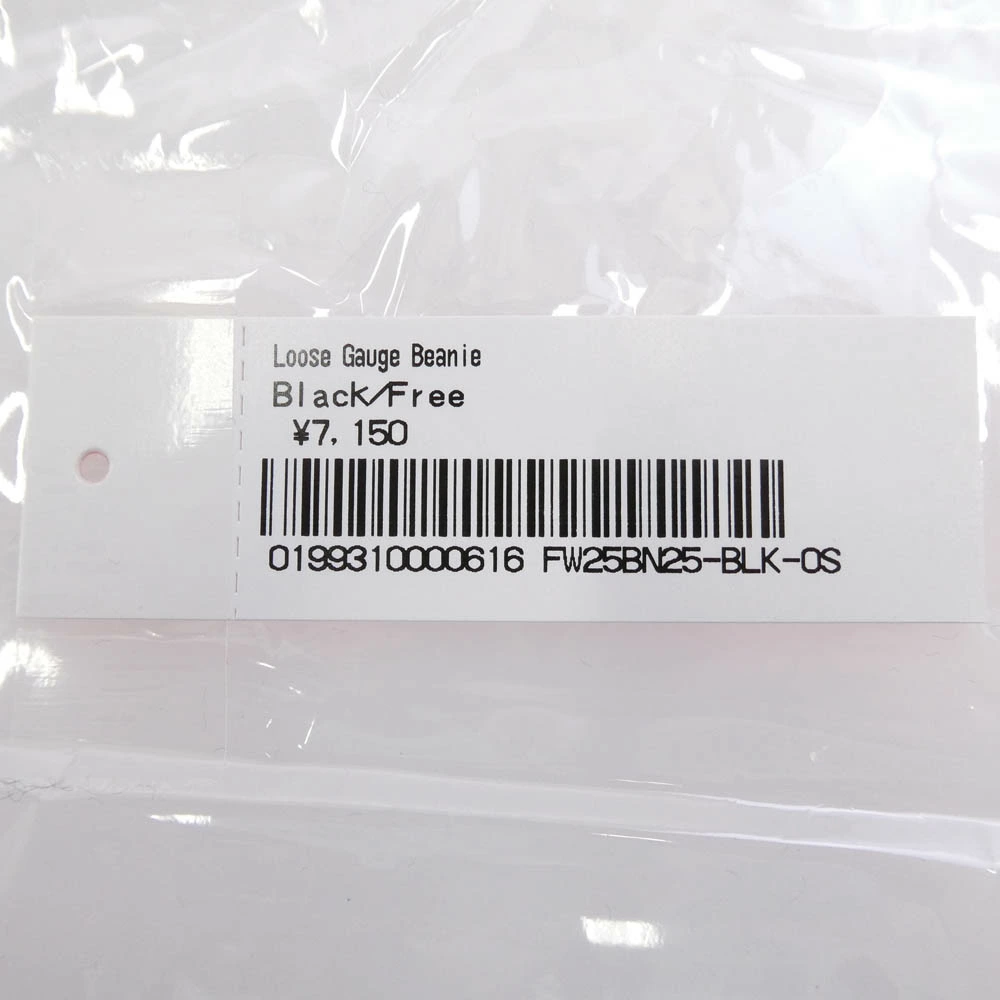 Loose Gauge Beanie
Black/Free
¥7,150
0199310000616 FW25BN25-BLK-OS